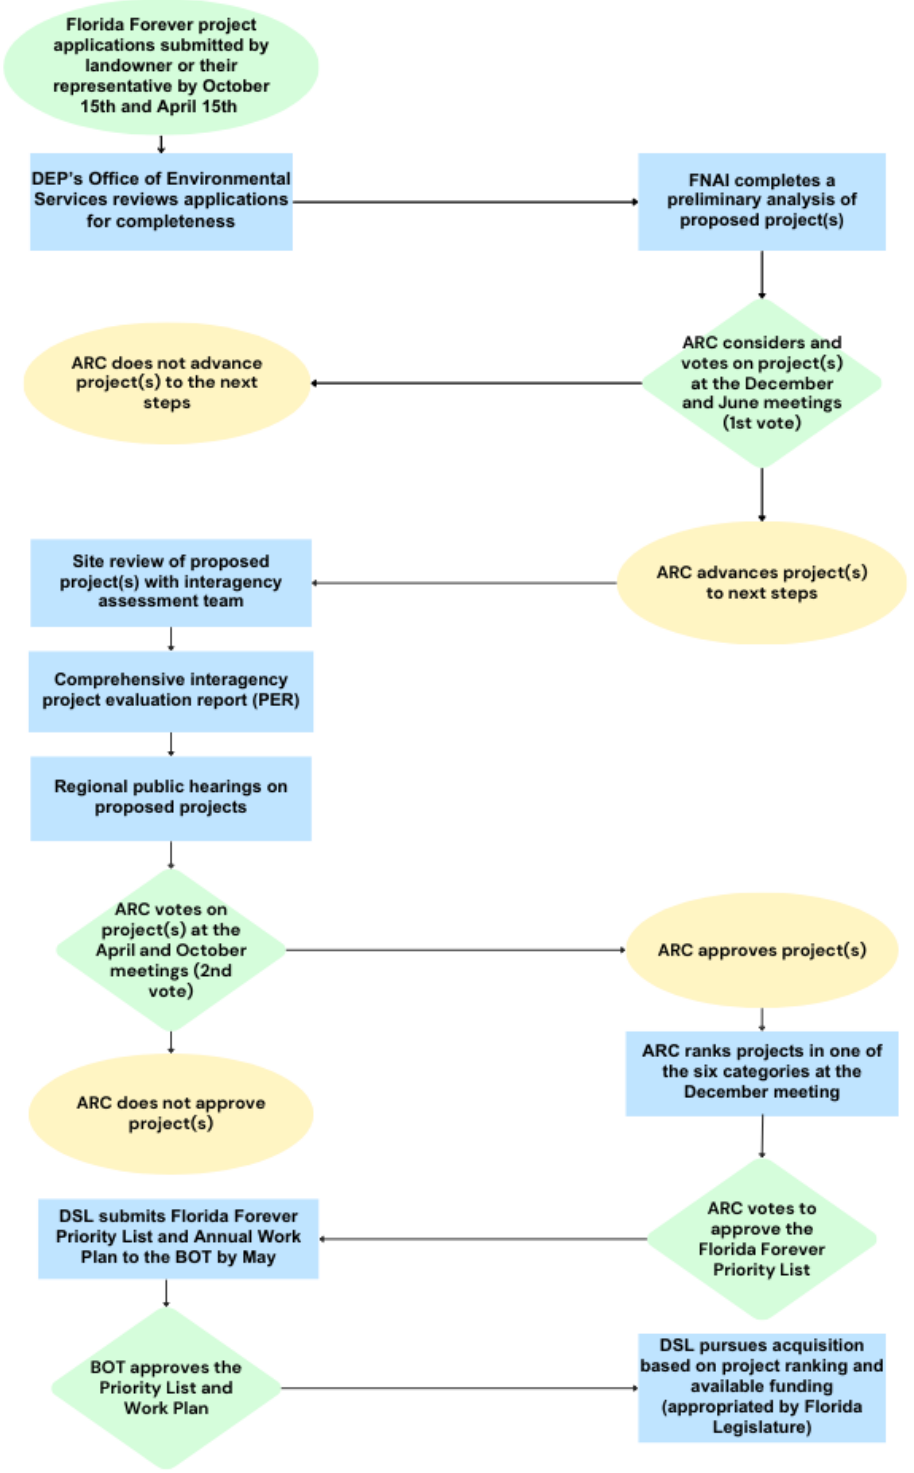 Florida Forever project
applications submitted by
landowner or their
representative by October
15th and April 15th
DEP's Office of Environmental
Services reviews applications
for completeness
FNAI completes a
preliminary analysis of
proposed project(s)
ARC considers and
votes on project(s)
at the December
and June meetings
(1st vote)
ARC does not advance
project(s) to the next
steps
ARC advances project(s)
to next steps
Site review of proposed
project(s) with interagency
assessment team
Comprehensive interagency
project evaluation report (PER)
Regional public hearings on
proposed projects
ARC votes on
project(s) at the
April and October
meetings (2nd
vote)
ARC approves project(s)
ARC does not approve
project(s)
ARC ranks projects in one of
the six categories at the
December meeting
ARC votes to
approve the
Florida Forever
Priority List
DSL submits Florida Forever
Priority List and Annual Work
Plan to the BOT by May
BOT approves the
Priority List and
Work Plan
DSL pursues acquisition
based on project ranking and
available funding
(appropriated by Florida
Legislature)